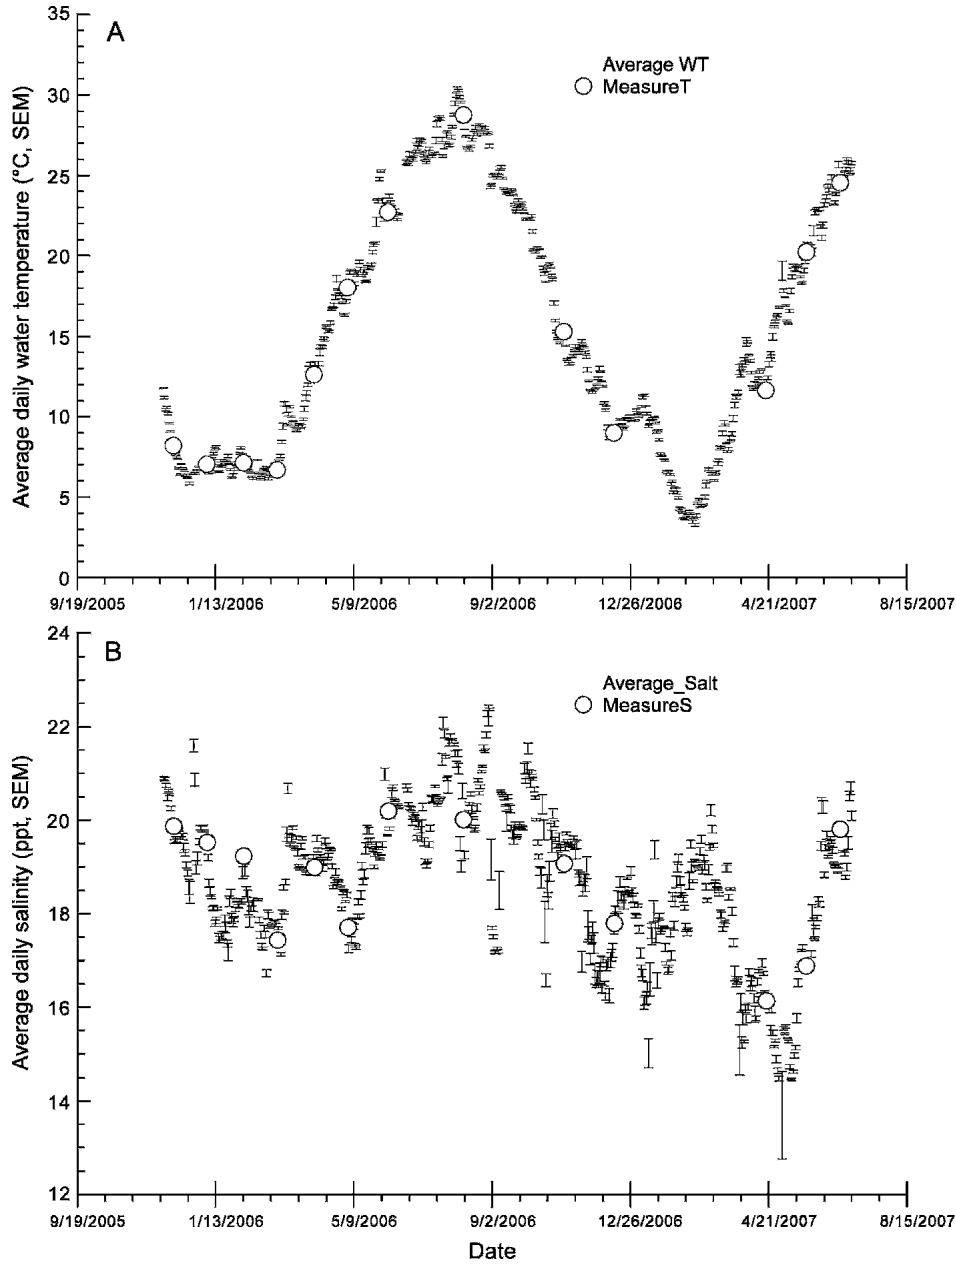 A
Average WT
MeasureT
Average daily water temperature (°C, SEM)
35
30
25
20
15
10
5
0
9/19/2005 1/13/2006 5/9/2006 9/2/2006 12/26/2006 4/21/2007 8/15/2007
B
Average_Salt
MeasureS
Average daily salinity (ppt, SEM)
24
22
20
18
16
14
12
9/19/2005 1/13/2006 5/9/2006 9/2/2006 12/26/2006 4/21/2007 8/15/2007
Date